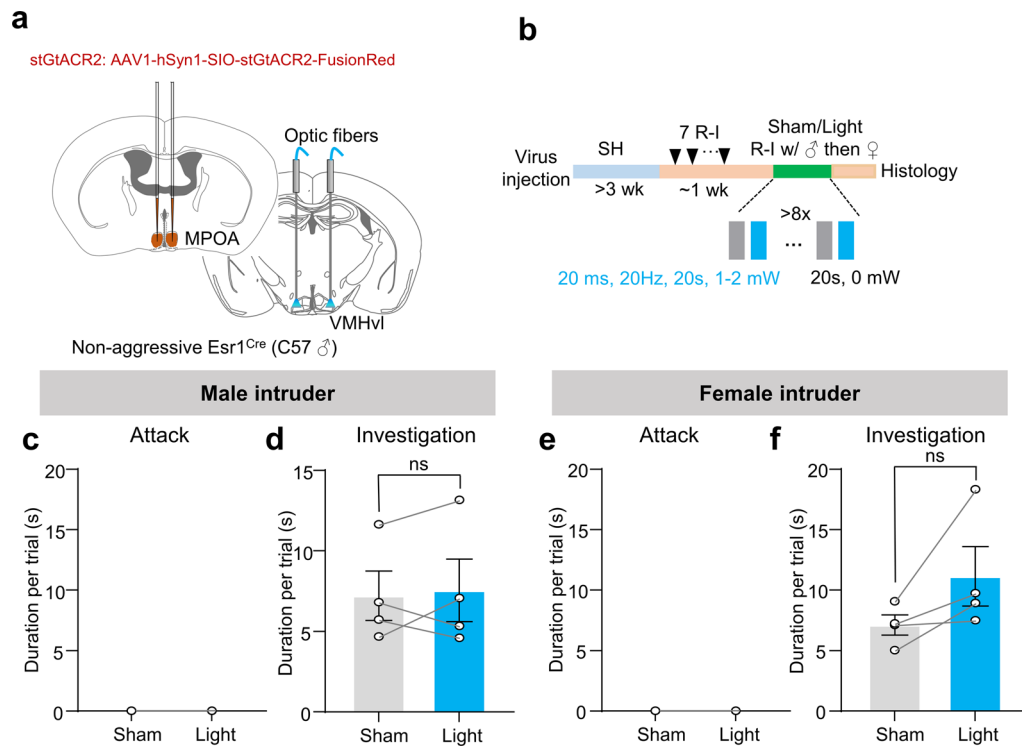 a
stGtACR2: AAV1-hSyn1-SIO-stGtACR2-FusionRed
Optic fibers
MPOA
VMHvl
Non-aggressive Esr1Cre (C57 ♂)
b
Virus injection
SH
>3 wk
7 R-I
...
~1 wk
Sham/Light
R-I w/ ♂ then ♀
Histology
>8x
...
20 ms, 20Hz, 20s, 1-2 mW
20s, 0 mW
Male intruder
c
Attack
Duration per trial (s)
20
15
10
5
0
Sham Light
d
Investigation
ns
Duration per trial (s)
15
10
5
0
Sham Light
Female intruder
e
Attack
Duration per trial (s)
20
15
10
5
0
Sham Light
f
Investigation
ns
Duration per trial (s)
20
15
10
5
0
Sham Light